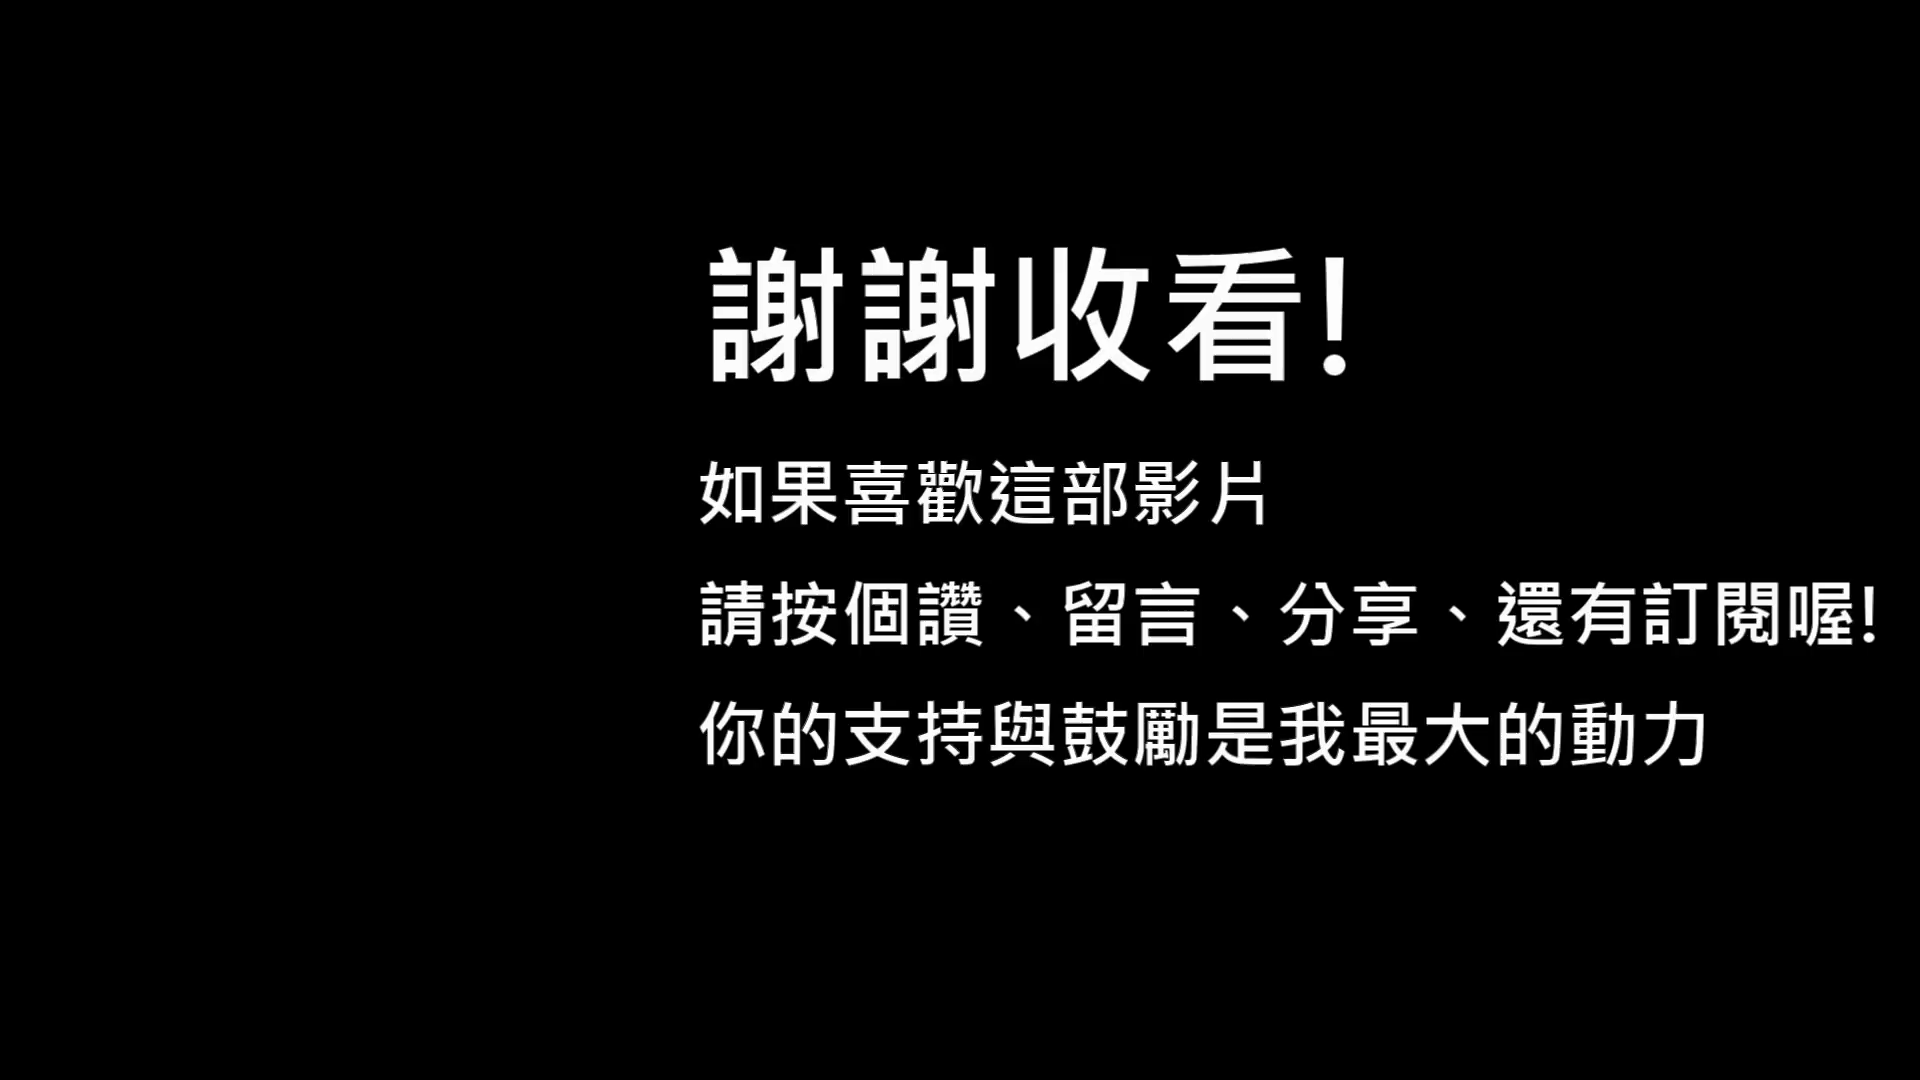 謝謝收看!
如果喜歡這部影片
請按個讚、留言、分享、還有訂閱喔!
你的支持與鼓勵是我最大的動力